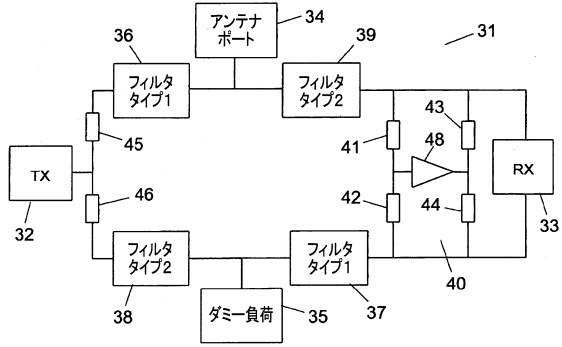 アンテナ
ポート
34
31
36
39
フィルタ
タイプ1
フィルタ
タイプ2
43
41
48
45
TX
RX
46
42
44
32
33
フィルタ
タイプ2
フィルタ
タイプ1
40
38
ダミー負荷
35
37